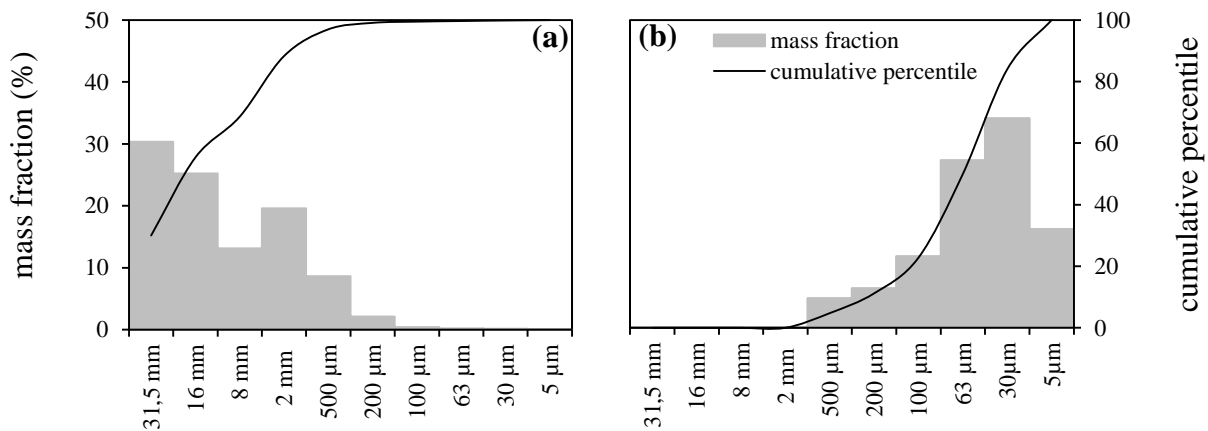 mass fraction (%)
50
40
30
20
10
0
(a)
31,5 mm
16 mm
8 mm
2 mm
500 µm
200 µm
100 µm
63 µm
30 µm
5 µm
(b)
mass fraction
cumulative percentile
31,5 mm
16 mm
8 mm
2 mm
500 µm
200 µm
100 µm
63 µm
30µm
5µm
100
80
60
40
20
0
cumulative percentile